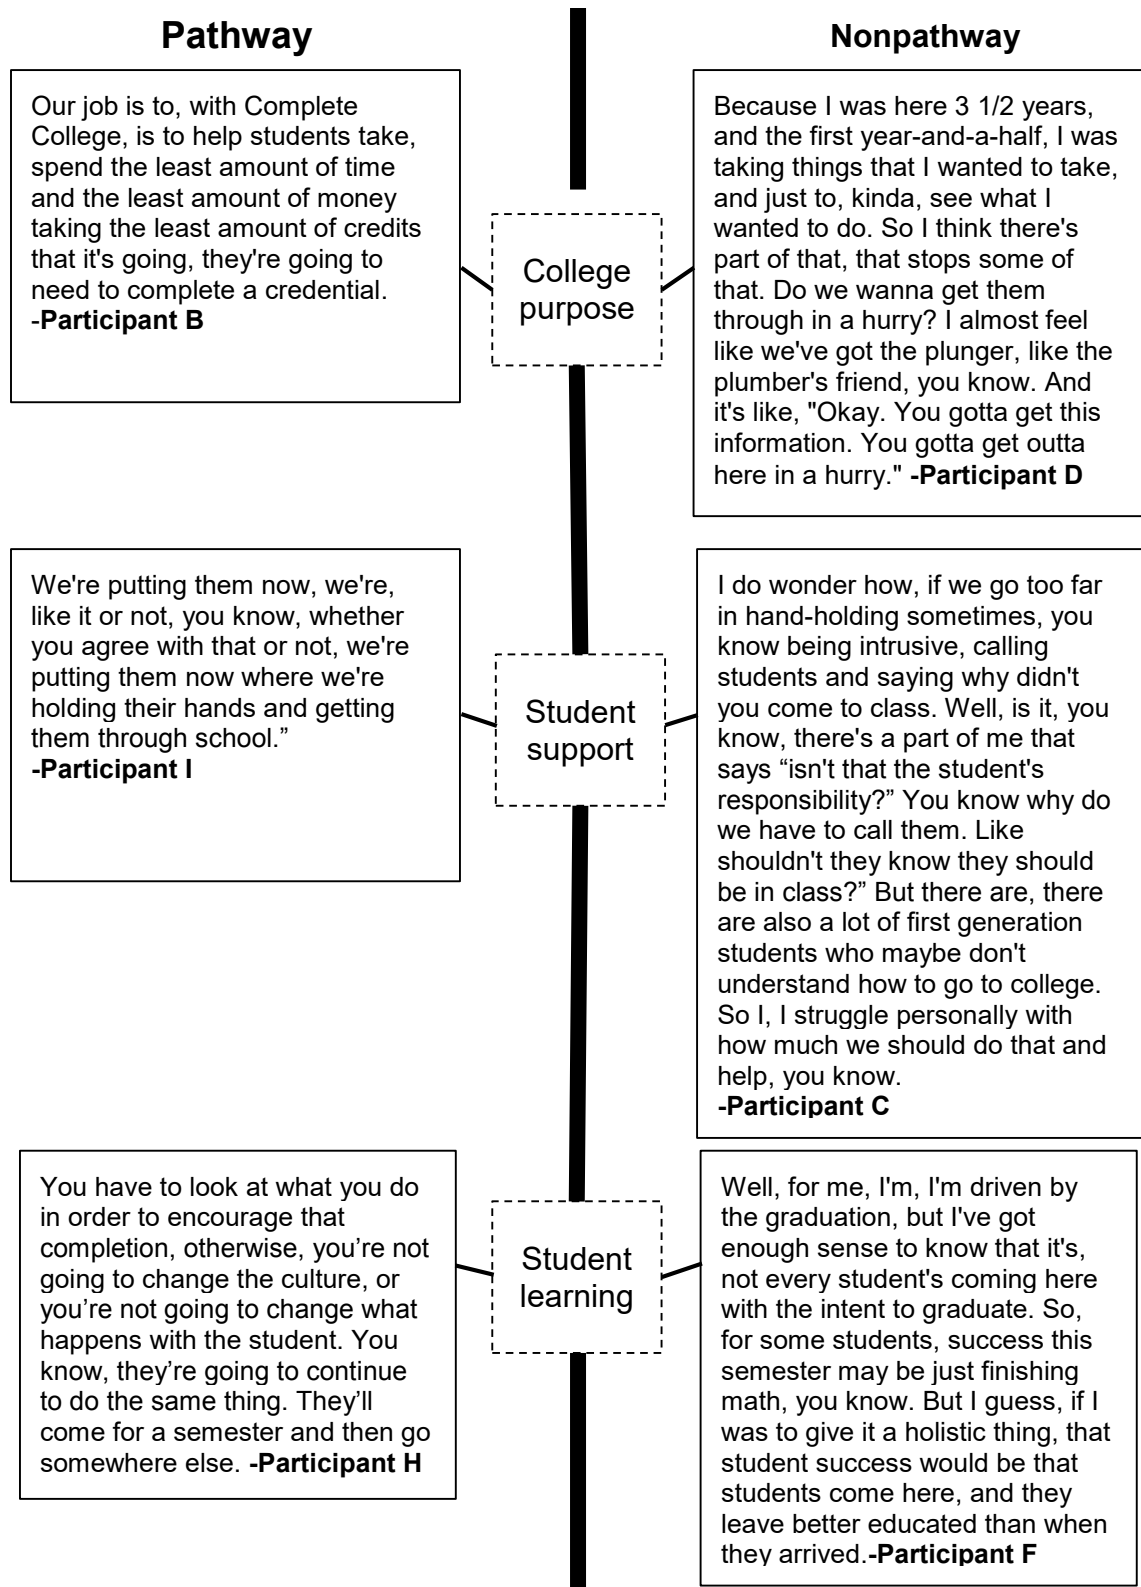 Pathway
Nonpathway
Our job is to, with Complete
College, is to help students take,
spend the least amount of time
and the least amount of money
taking the least amount of credits
that it's going, they're going to
need to complete a credential.
-Participant B
College
purpose
Because I was here 3 1/2 years,
and the first year-and-a-half, I was
taking things that I wanted to take,
and just to, kinda, see what I
wanted to do. So I think there's
part of that, that stops some of
that. Do we wanna get them
through in a hurry? I almost feel
like we've got the plunger, like the
plumber's friend, you know. And
it's like, "Okay. You gotta get this
information. You gotta get outta
here in a hurry." -Participant D
We're putting them now, we're,
like it or not, you know, whether
you agree with that or not, we're
putting them now where we're
holding their hands and getting
them through school.”
-Participant I
Student
support
I do wonder how, if we go too far
in hand-holding sometimes, you
know being intrusive, calling
students and saying why didn't
you come to class. Well, is it, you
know, there's a part of me that
says “isn't that the student's
responsibility?” You know why do
we have to call them. Like
shouldn't they know they should
be in class?” But there are, there
are also a lot of first generation
students who maybe don't
understand how to go to college.
So I, I struggle personally with
how much we should do that and
help, you know.
-Participant C
You have to look at what you do
in order to encourage that
completion, otherwise, you’re not
going to change the culture, or
you’re not going to change what
happens with the student. You
know, they’re going to continue
to do the same thing. They’ll
come for a semester and then go
somewhere else. -Participant H
Student
learning
Well, for me, I'm, I'm driven by
the graduation, but I've got
enough sense to know that it's,
not every student's coming here
with the intent to graduate. So,
for some students, success this
semester may be just finishing
math, you know. But I guess, if I
was to give it a holistic thing, that
student success would be that
students come here, and they
leave better educated than when
they arrived.-Participant F